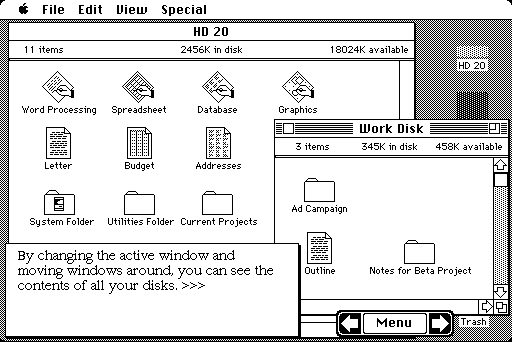 File Edit View Special
HD 20
11 items 2456K in disk 18024K available
HD 20
Word Processing Spreadsheet Database Graphics
Work Disk
3 items 345K in disk 458K available
Letter Budget Addresses
Ad Campaign
System Folder Utilities Folder Current Projects
Outline Notes for Beta Project
By changing the active window and
moving windows around, you can see the
contents of all your disks. >>>
Menu
Trash